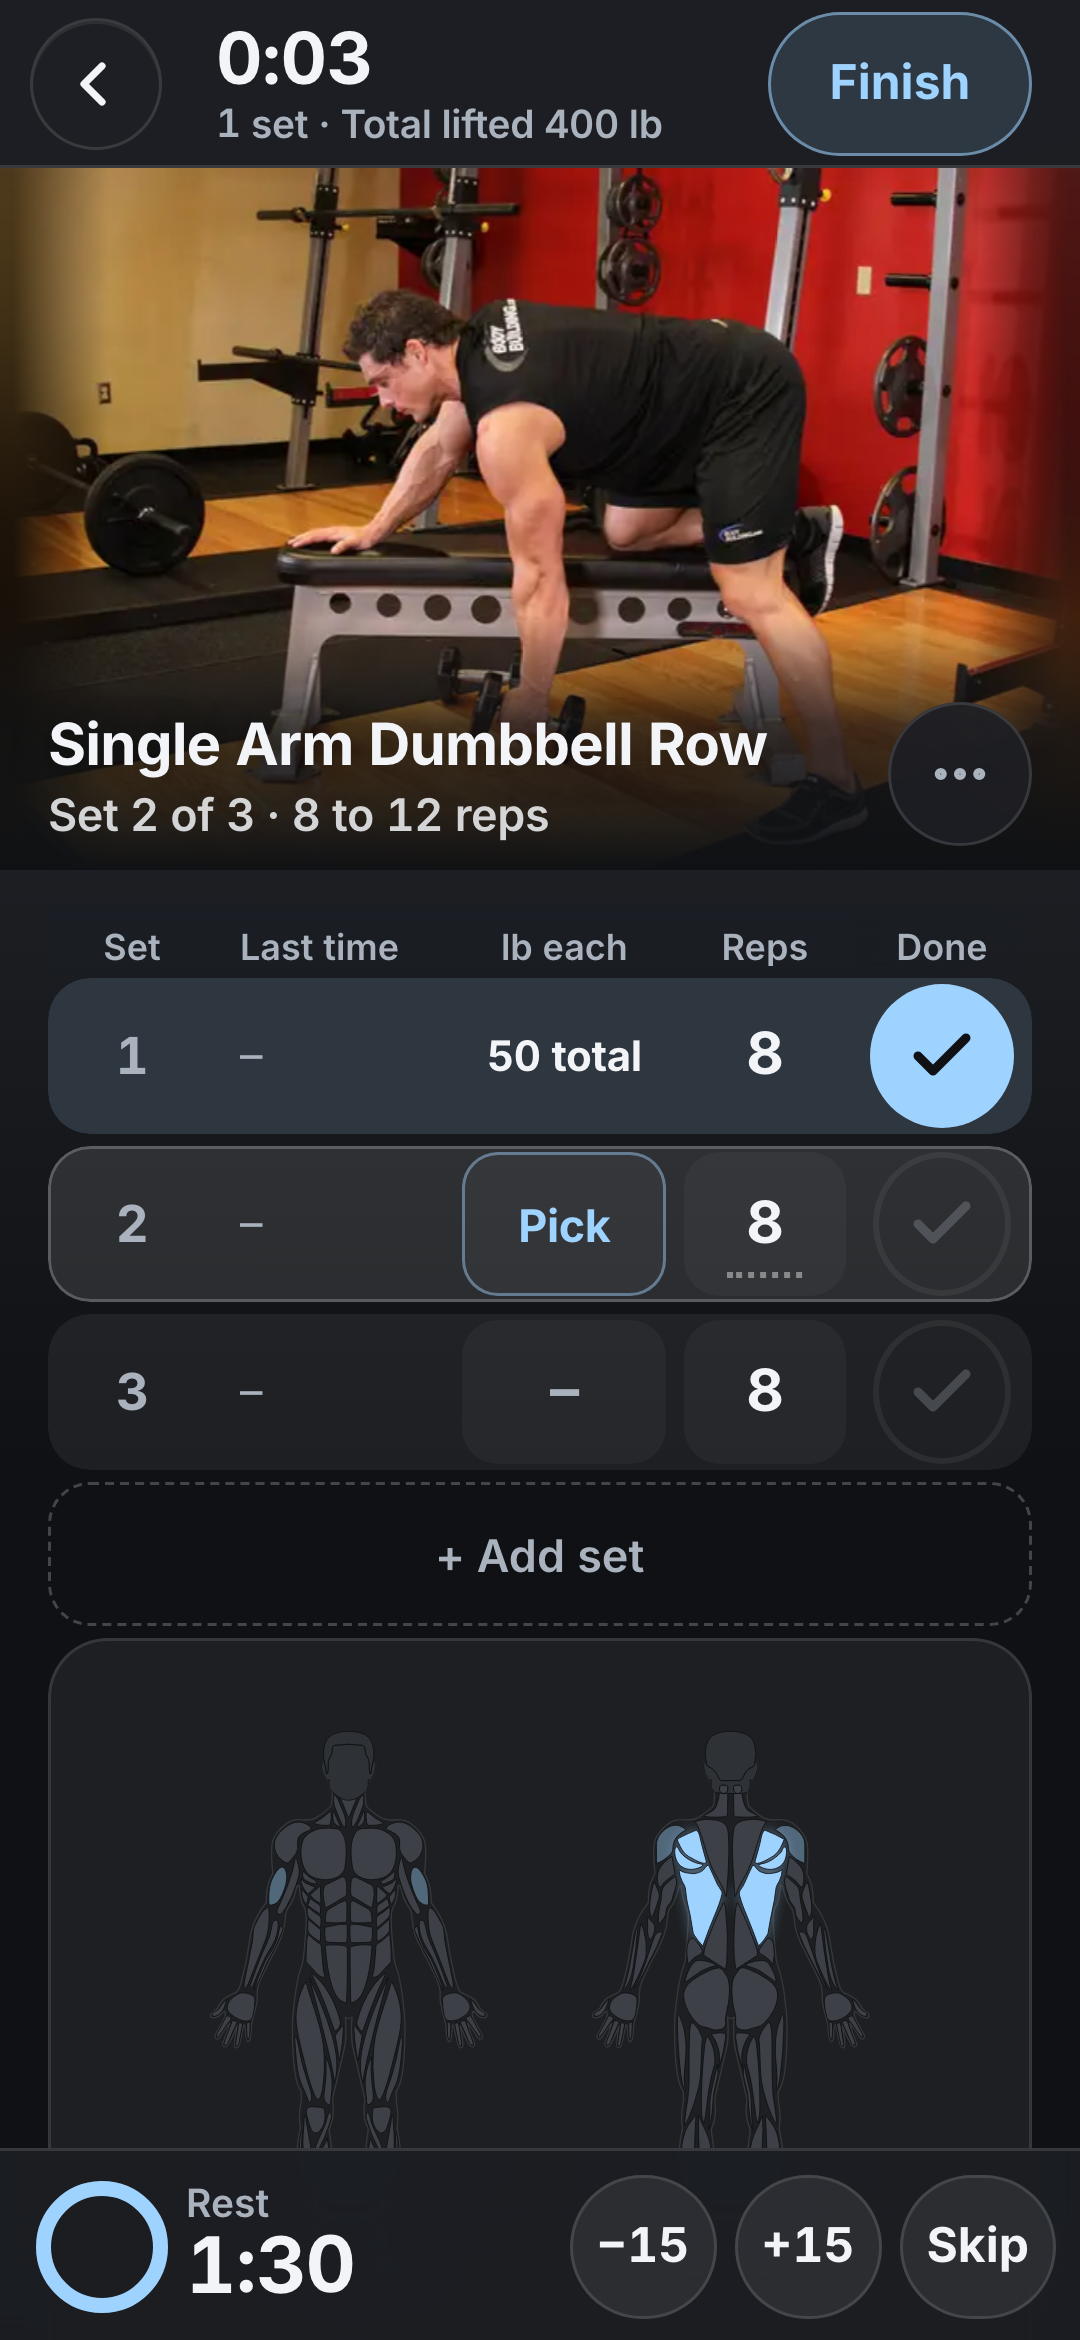 0:03
Finish
1 set · Total lifted 400 lb
BODY
BUILDING
Single Arm Dumbbell Row
Set 2 of 3 · 8 to 12 reps
Set Last time lb each Reps Done
1 – 50 total 8
2 – Pick 8
3 – – 8
+ Add set
Rest
1:30
−15 +15 Skip